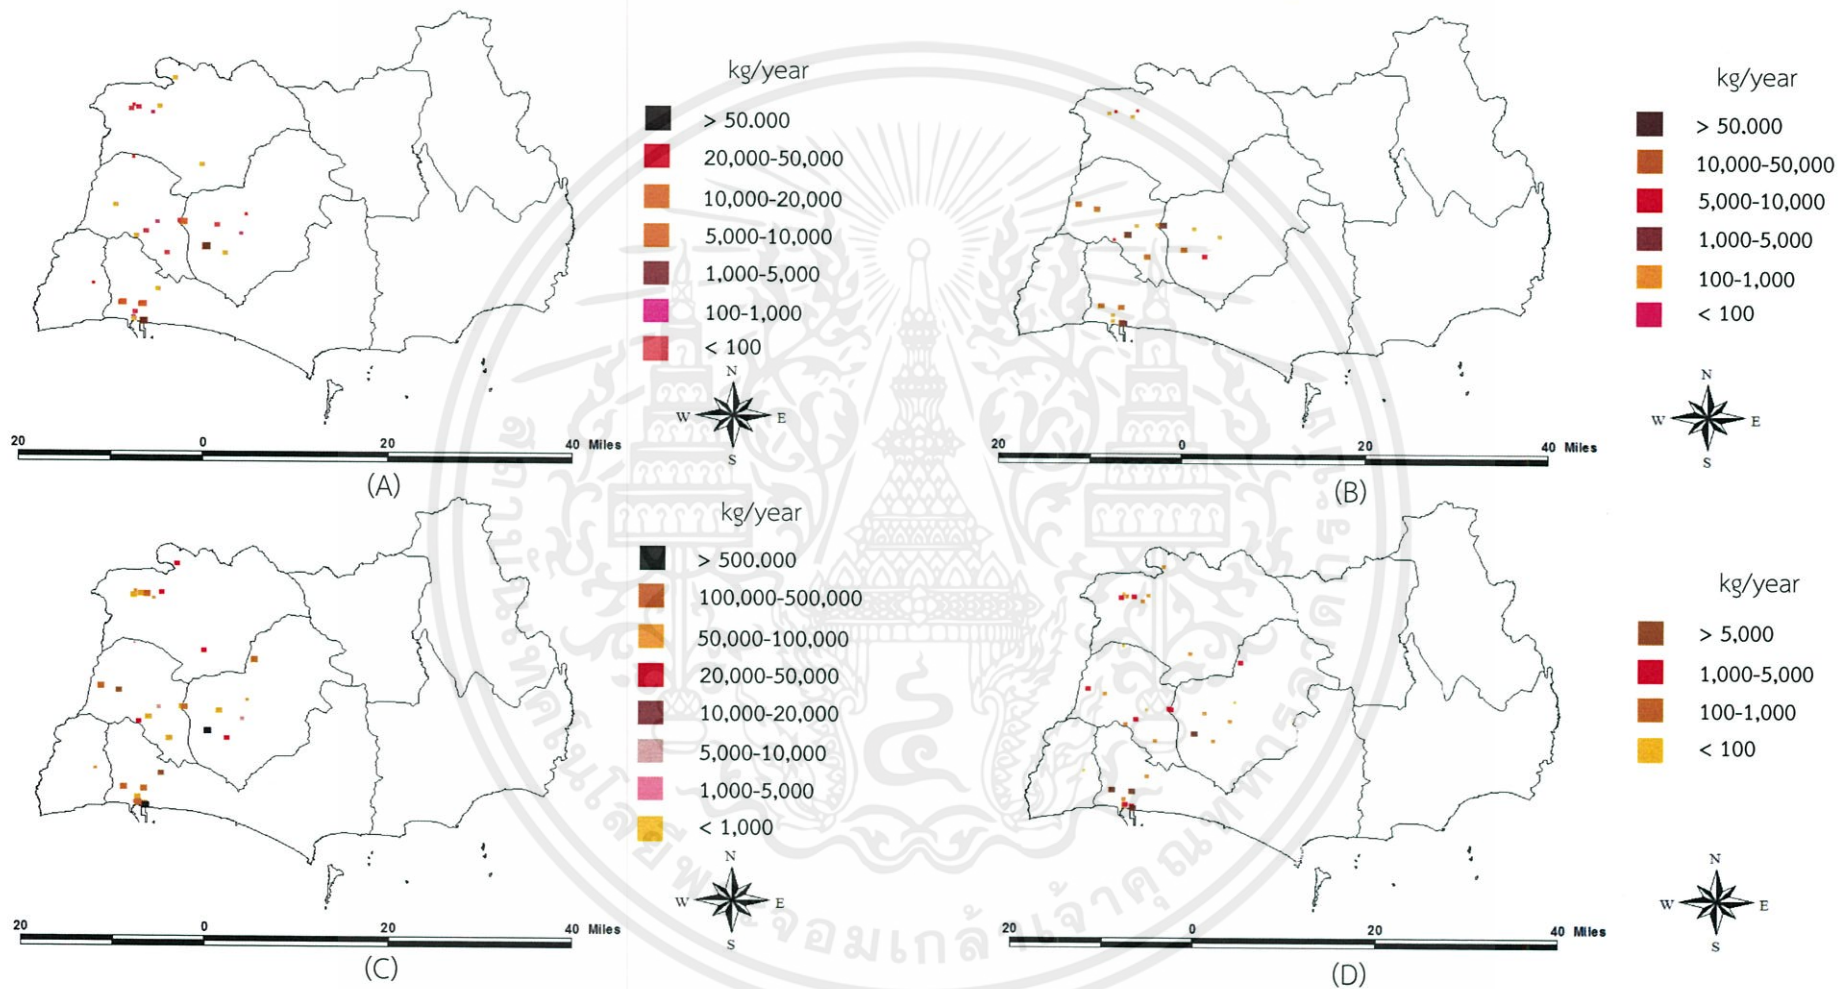 kg/year
> 50.000
20,000-50,000
10,000-20,000
5,000-10,000
1,000-5,000
100-1,000
< 100
N
W E
S
20 0 20 40 Miles
(A)
kg/year
> 50.000
10,000-50,000
5,000-10,000
1,000-5,000
100-1,000
< 100
N
W E
S
20 0 20 40 Miles
(B)
kg/year
> 500.000
100,000-500,000
50,000-100,000
20,000-50,000
10,000-20,000
5,000-10,000
1,000-5,000
< 1,000
N
W E
S
20 0 20 40 Miles
(C)
kg/year
> 5,000
1,000-5,000
100-1,000
< 100
N
W E
S
20 0 20 40 Miles
(D)